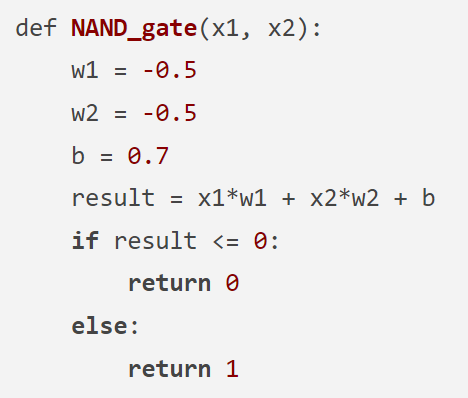 def NAND_gate(x1, x2):
    w1 = -0.5
    w2 = -0.5
    b = 0.7
    result = x1*w1 + x2*w2 + b
    if result <= 0:
        return 0
    else:
        return 1